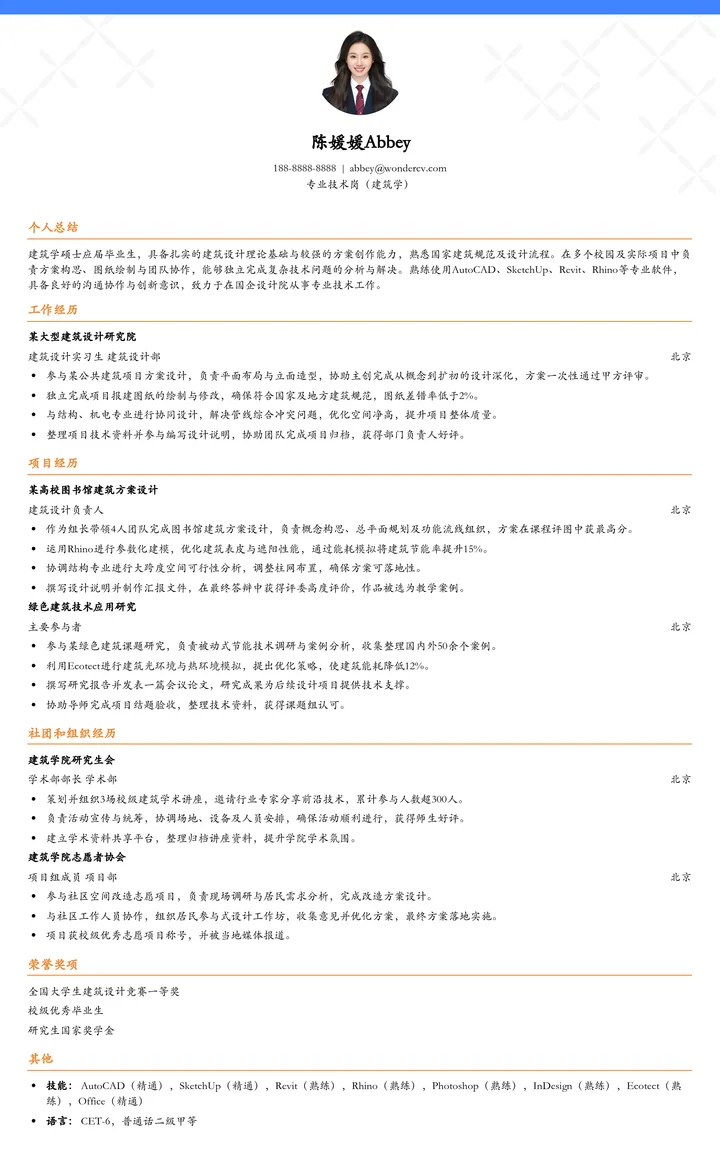 陈媛媛Abbey
188-8888-8888 | abbey@wondercv.com
专业技术岗（建筑学）
个人总结
建筑学硕士应届毕业生，具备扎实的建筑设计理论基础与较强的方案创作能力，熟悉国家建筑规范及设计流程。在多个校园及实际项目中负
责方案构思、图纸绘制与团队协作，能够独立完成复杂技术问题的分析与解决。熟练使用AutoCAD、SketchUp、Revit、Rhino等专业软件，
具备良好的沟通协作与创新意识，致力于在国企设计院从事专业技术工作。
工作经历
某大型建筑设计研究院
建筑设计实习生 建筑设计部 北京
• 参与某公共建筑项目方案设计，负责平面布局与立面造型，协助主创完成从概念到扩初的设计深化，方案一次性通过甲方评审。
• 独立完成项目报建图纸的绘制与修改，确保符合国家及地方建筑规范，图纸差错率低于2%。
• 与结构、机电专业进行协同设计，解决管线综合冲突问题，优化空间净高，提升项目整体质量。
• 整理项目技术资料并参与编写设计说明，协助团队完成项目归档，获得部门负责人好评。
项目经历
某高校图书馆建筑方案设计
建筑设计负责人 北京
• 作为组长带领4人团队完成图书馆建筑方案设计，负责概念构思、总平面规划及功能流线组织，方案在课程评图中获最高分。
• 运用Rhino进行参数化建模，优化建筑表皮与遮阳性能，通过能耗模拟将建筑节能率提升15%。
• 协调结构专业进行大跨度空间可行性分析，调整柱网布置，确保方案可落地性。
• 撰写设计说明并制作汇报文件，在最终答辩中获得评委高度评价，作品被选为教学案例。
绿色建筑技术应用研究
主要参与者 北京
• 参与某绿色建筑课题研究，负责被动式节能技术调研与案例分析，收集整理国内外50余个案例。
• 利用Ecotect进行建筑光环境与热环境模拟，提出优化策略，使建筑能耗降低12%。
• 撰写研究报告并发表一篇会议论文，研究成果为后续设计项目提供技术支撑。
• 协助导师完成项目结题验收，整理技术资料，获得课题组认可。
社团和组织经历
建筑学院研究生会
学术部部长 学术部 北京
• 策划并组织3场校级建筑学术讲座，邀请行业专家分享前沿技术，累计参与人数超300人。
• 负责活动宣传与统筹，协调场地、设备及人员安排，确保活动顺利进行，获得师生好评。
• 建立学术资料共享平台，整理归档讲座资料，提升学院学术氛围。
建筑学院志愿者协会
项目组成员 项目部 北京
• 参与社区空间改造志愿项目，负责现场调研与居民需求分析，完成改造方案设计。
• 与社区工作人员协作，组织居民参与式设计工作坊，收集意见并优化方案，最终方案落地实施。
• 项目获校级优秀志愿项目称号，并被当地媒体报道。
荣誉奖项
全国大学生建筑设计竞赛一等奖
校级优秀毕业生
研究生国家奖学金
其他
• 技能： AutoCAD（精通）, SketchUp（精通）, Revit（熟练）, Rhino（熟练）, Photoshop（熟练）, InDesign（熟练）, Ecotect（熟
练）, Office（精通）
• 语言： CET-6，普通话二级甲等